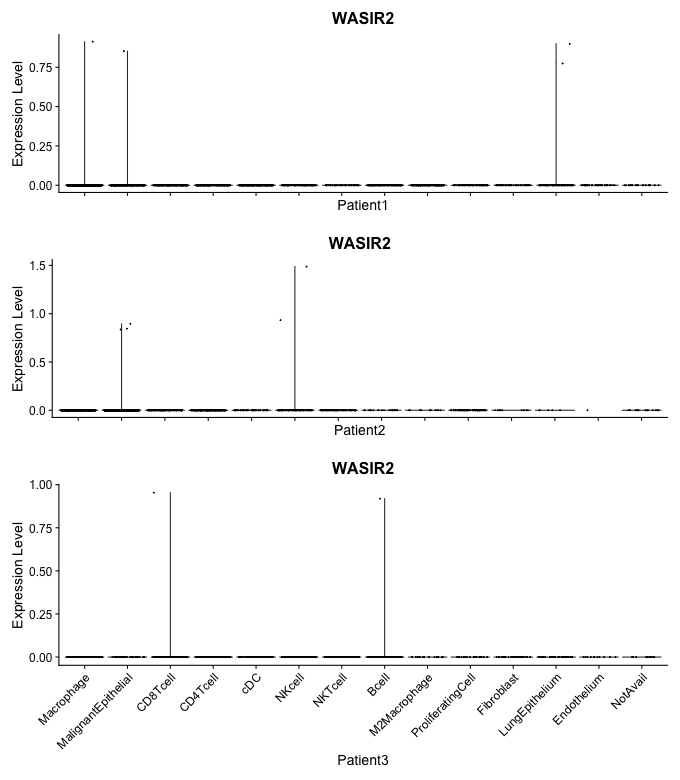 WASIR2
Expression Level
0.75
0.50
0.25
0.00
Patient1
WASIR2
Expression Level
1.5
1.0
0.5
0.0
Patient2
WASIR2
Expression Level
1.00
0.75
0.50
0.25
0.00
Macrophage
MalignantEpithelial
CD8Tcell
CD4Tcell
cDC
NKcell
NKTcell
Bcell
M2Macrophage
ProliferatingCell
Fibroblast
LungEpithelium
Endothelium
NotAvail
Patient3